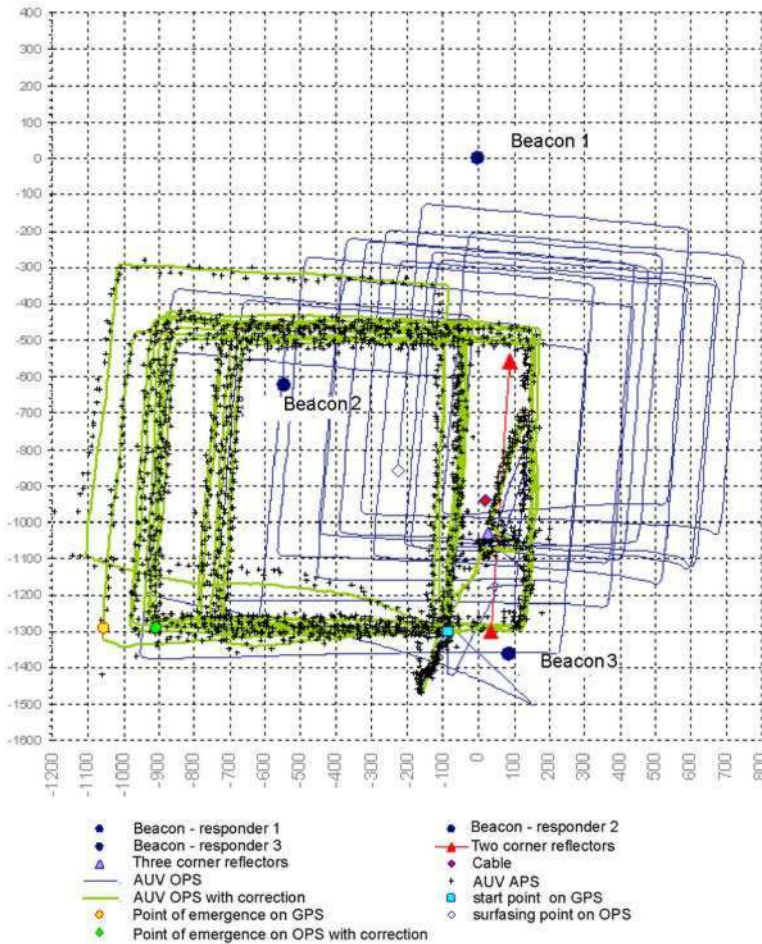 400
300
200
100
0
-100
-200
-300
-400
-500
-600
-700
-800
-900
-1000
-1100
-1200
-1300
-1400
-1500
-1600
Beacon 1
Beacon 2
Beacon 3
-1200 -1100 -1000 -900 -800 -700 -600 -500 -400 -300 -200 -100 0 100 200 300 400 500 600 700 800
Beacon - responder 1 Beacon - responder 2
Beacon - responder 3 Two corner reflectors
Three corner reflectors Cable
AUV OPS AUV APS
AUV OPS with correction start point on GPS
Point of emergence on GPS surfasing point on OPS
Point of emergence on OPS with correction